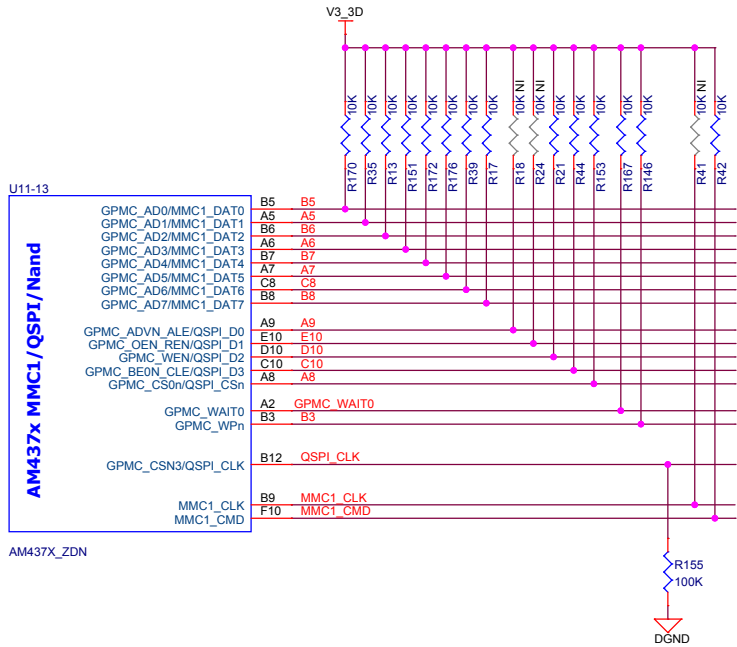 V3_3D
10K
10K
10K
10K
10K
10K
10K
10K
10K NI
10K NI
10K
10K
10K
10K
10K
10K NI
10K
R170
R35
R13
R151
R172
R176
R39
R17
R18
R24
R21
R44
R153
R167
R146
R41
R42
U11-13
AM437x MMC1/QSPI/Nand
GPMC_AD0/MMC1_DAT0 B5 B5
GPMC_AD1/MMC1_DAT1 A5 A5
GPMC_AD2/MMC1_DAT2 B6 B6
GPMC_AD3/MMC1_DAT3 A6 A6
GPMC_AD4/MMC1_DAT4 B7 B7
GPMC_AD5/MMC1_DAT5 A7 A7
GPMC_AD6/MMC1_DAT6 C8 C8
GPMC_AD7/MMC1_DAT7 B8 B8
GPMC_ADVN_ALE/QSPI_D0 A9 A9
GPMC_OEN_REN/QSPI_D1 E10 E10
GPMC_WEN/QSPI_D2 D10 D10
GPMC_BE0N_CLE/QSPI_D3 C10 C10
GPMC_CS0n/QSPI_CSn A8 A8
GPMC_WAIT0 A2 GPMC_WAIT0
GPMC_WPn B3 B3
GPMC_CSN3/QSPI_CLK B12 QSPI_CLK
MMC1_CLK B9 MMC1_CLK
MMC1_CMD F10 MMC1_CMD
AM437X_ZDN
R155
100K
DGND